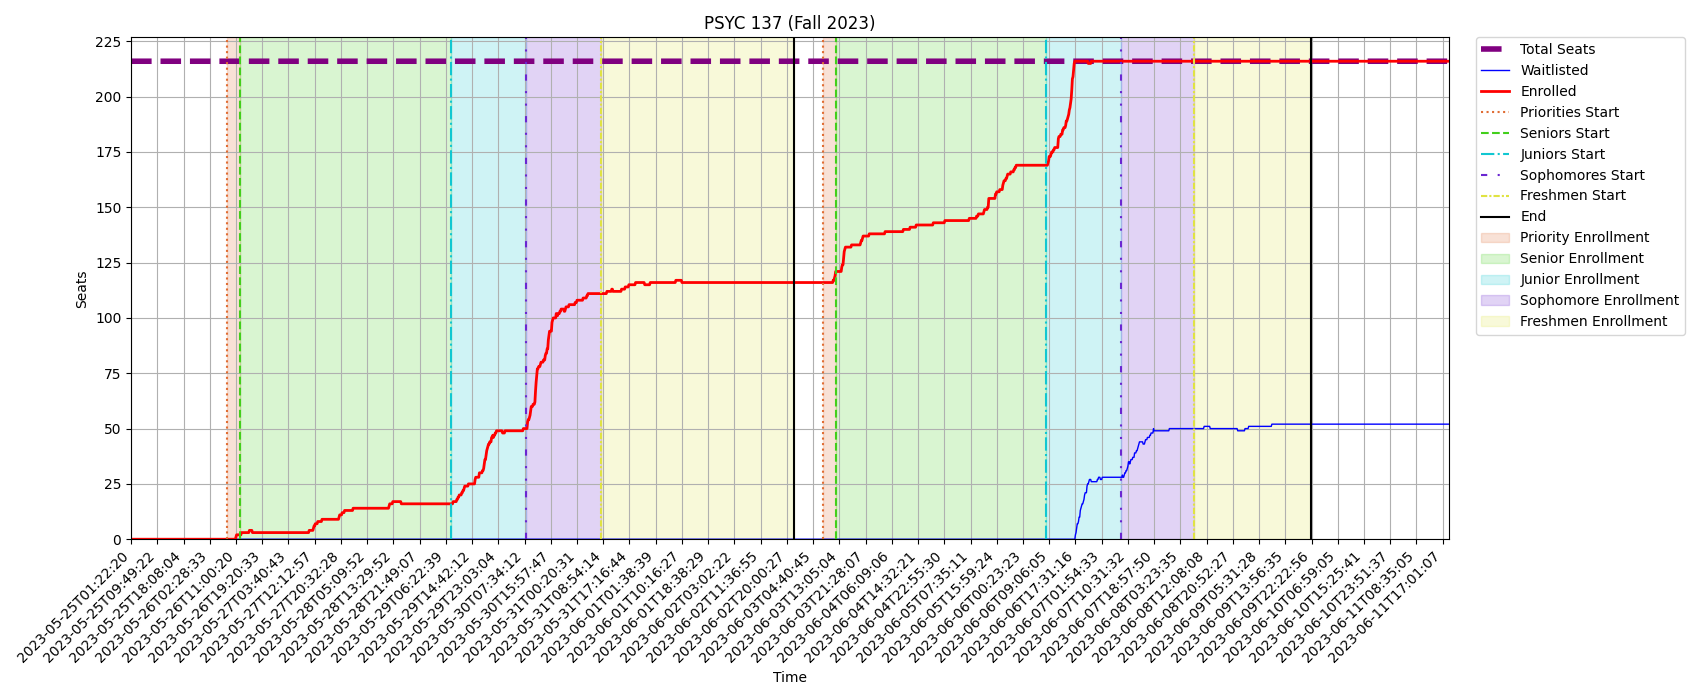 PSYC 137 (Fall 2023)
Seats
225
200
175
150
125
100
75
50
25
0
2023-05-25T01:22:20
2023-05-25T09:49:22
2023-05-25T18:08:04
2023-05-26T02:28:33
2023-05-26T11:00:20
2023-05-26T19:20:33
2023-05-27T03:40:43
2023-05-27T12:12:57
2023-05-27T20:32:28
2023-05-28T05:09:52
2023-05-28T13:29:52
2023-05-28T21:49:07
2023-05-29T06:22:39
2023-05-29T14:42:12
2023-05-29T23:03:04
2023-05-30T07:34:12
2023-05-30T15:57:47
2023-05-31T00:20:31
2023-05-31T08:54:14
2023-05-31T17:16:44
2023-06-01T01:38:39
2023-06-01T10:16:27
2023-06-01T18:38:29
2023-06-02T03:02:22
2023-06-02T11:36:55
2023-06-02T20:00:27
2023-06-03T04:40:45
2023-06-03T13:05:04
2023-06-03T21:28:07
2023-06-04T06:09:06
2023-06-04T14:32:21
2023-06-04T22:55:30
2023-06-05T07:35:11
2023-06-05T15:59:24
2023-06-06T00:23:23
2023-06-06T09:06:05
2023-06-06T17:31:16
2023-06-07T01:54:33
2023-06-07T10:31:32
2023-06-07T18:57:50
2023-06-08T03:23:35
2023-06-08T12:08:08
2023-06-08T20:52:27
2023-06-09T05:31:28
2023-06-09T13:56:35
2023-06-09T22:22:56
2023-06-10T06:59:05
2023-06-10T15:25:41
2023-06-10T23:51:37
2023-06-11T08:35:05
2023-06-11T17:01:07
Time
Total Seats
Waitlisted
Enrolled
Priorities Start
Seniors Start
Juniors Start
Sophomores Start
Freshmen Start
End
Priority Enrollment
Senior Enrollment
Junior Enrollment
Sophomore Enrollment
Freshmen Enrollment